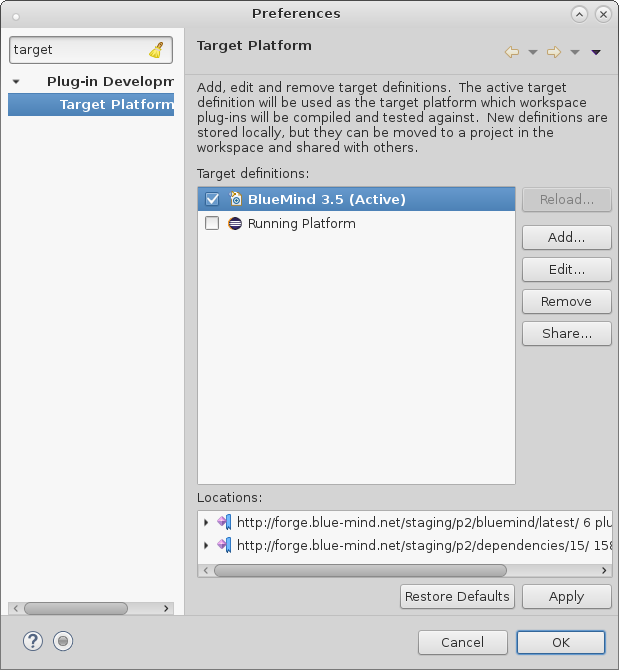 Preferences
target
Target Platform
Plug-in Developm
Target Platform
Add, edit and remove target definitions.  The active target
definition will be used as the target platform which workspace
plug-ins will be compiled and tested against.  New definitions are
stored locally, but they can be moved to a project in the
workspace and shared with others.
Target definitions:
BlueMind 3.5 (Active)
Running Platform
Reload...
Add...
Edit...
Remove
Share...
Locations:
http://forge.blue-mind.net/staging/p2/bluemind/latest/ 6 plu
http://forge.blue-mind.net/staging/p2/dependencies/15/ 158
Restore Defaults
Apply
Cancel
OK